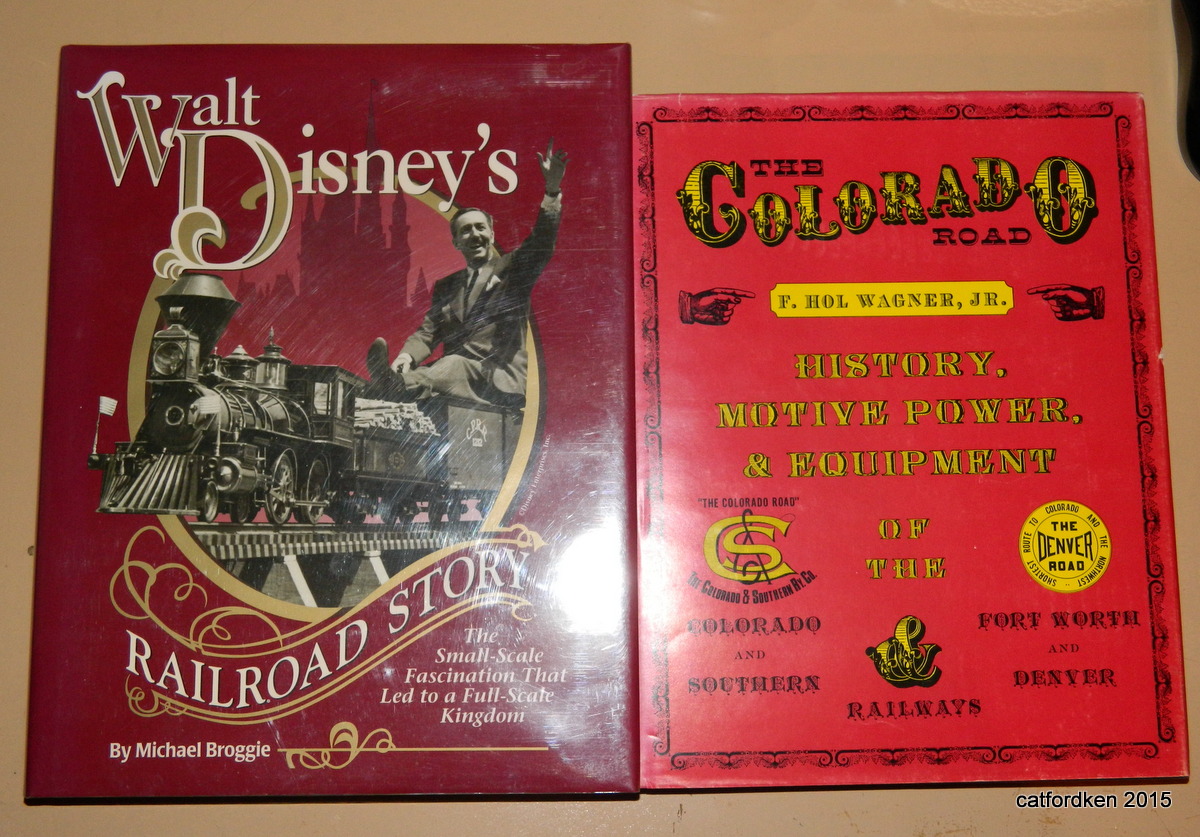 Walt
Disney's
RAILROAD STORY
The
Small-Scale
Fascination That
Led to a Full-Scale
Kingdom
By Michael Broggie
©Disney Enterprises, Inc.
THE
COLORADO
ROAD
F. HOL WAGNER, JR.
HISTORY,
MOTIVE POWER,
& EQUIPMENT
OF
THE
"THE COLORADO ROAD"
C&S
THE COLORADO & SOUTHERN RY. CO.
SHORTEST ROUTE TO COLORADO AND THE NORTHWEST
THE
DENVER
ROAD
COLORADO
AND
SOUTHERN
&
FORT WORTH
AND
DENVER
RAILWAYS
catfordken 2015